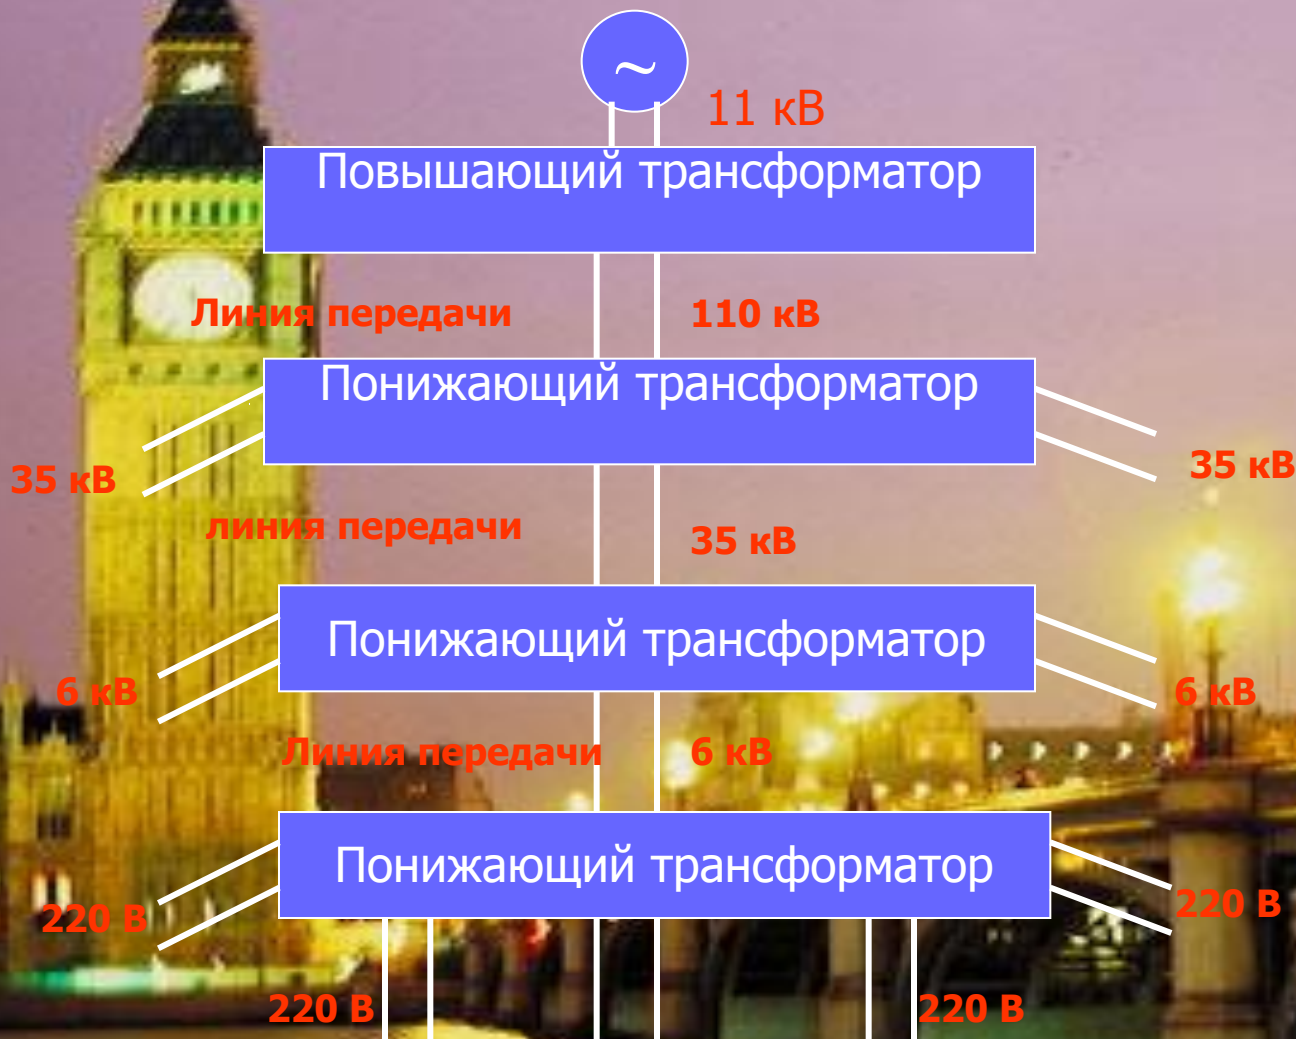 ~
11 кВ
Повышающий трансформатор
Линия передачи
110 кВ
Понижающий трансформатор
35 кВ
35 кВ
линия передачи
35 кВ
Понижающий трансформатор
6 кВ
6 кВ
Линия передачи
6 кВ
Понижающий трансформатор
220 В
220 В
220 В
220 В